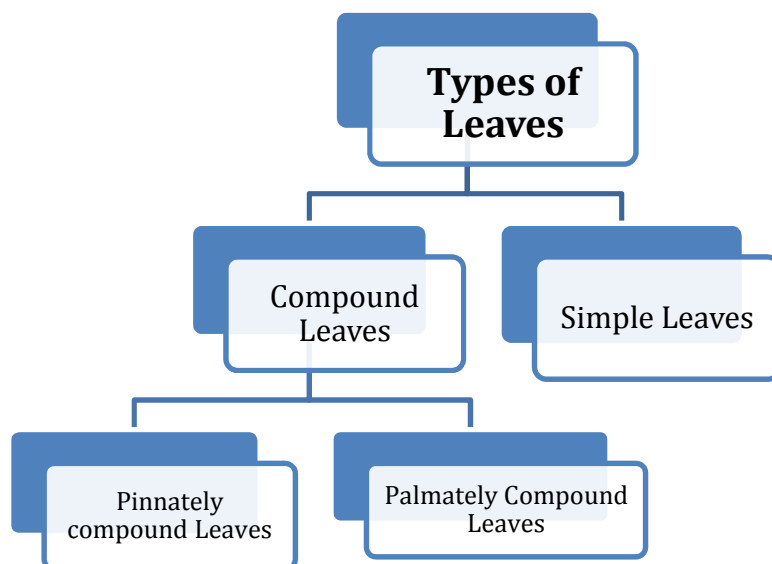 Types of
Leaves
Compound
Leaves
Simple Leaves
Pinnately
compound Leaves
Palmately Compound
Leaves